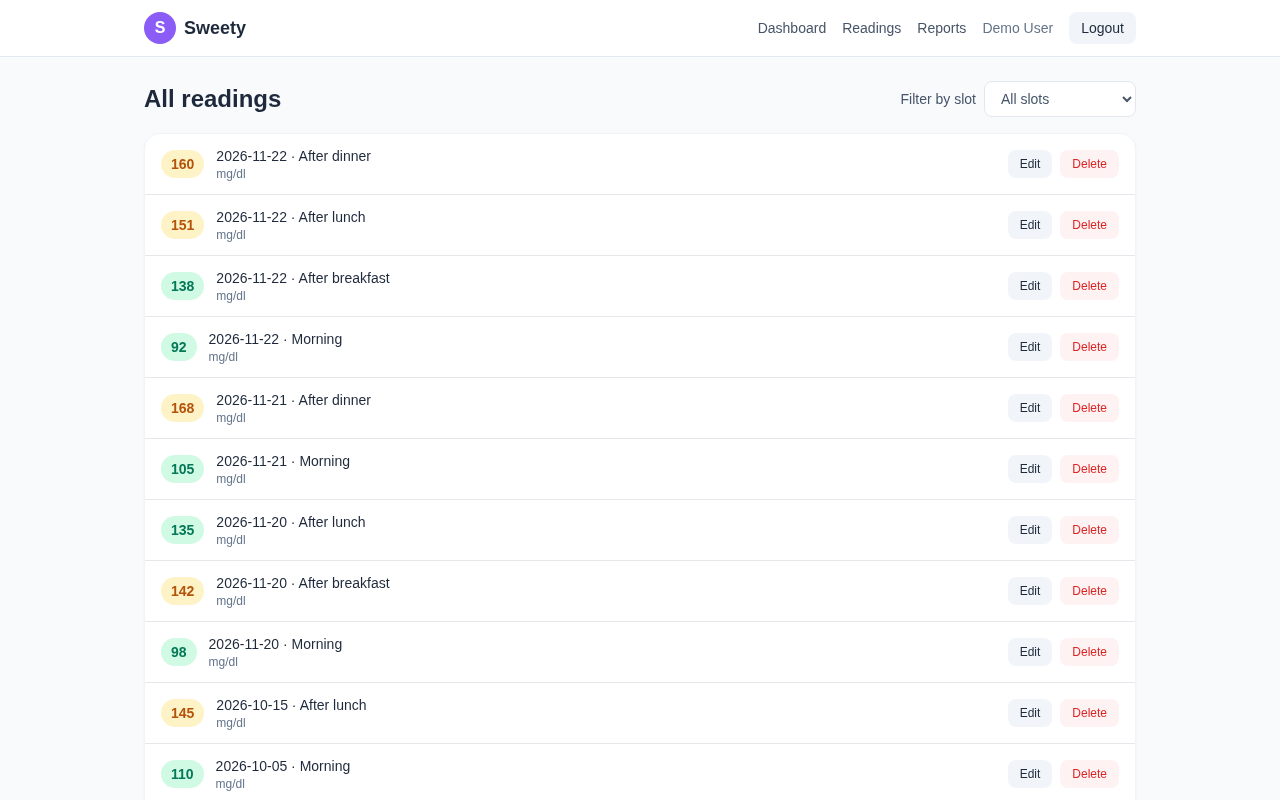 S Sweety
Dashboard Readings Reports Demo User Logout
All readings
Filter by slot All slots
160 2026-11-22 · After dinner Edit Delete
mg/dl
151 2026-11-22 · After lunch Edit Delete
mg/dl
138 2026-11-22 · After breakfast Edit Delete
mg/dl
92 2026-11-22 · Morning Edit Delete
mg/dl
168 2026-11-21 · After dinner Edit Delete
mg/dl
105 2026-11-21 · Morning Edit Delete
mg/dl
135 2026-11-20 · After lunch Edit Delete
mg/dl
142 2026-11-20 · After breakfast Edit Delete
mg/dl
98 2026-11-20 · Morning Edit Delete
mg/dl
145 2026-10-15 · After lunch Edit Delete
mg/dl
110 2026-10-05 · Morning Edit Delete
mg/dl